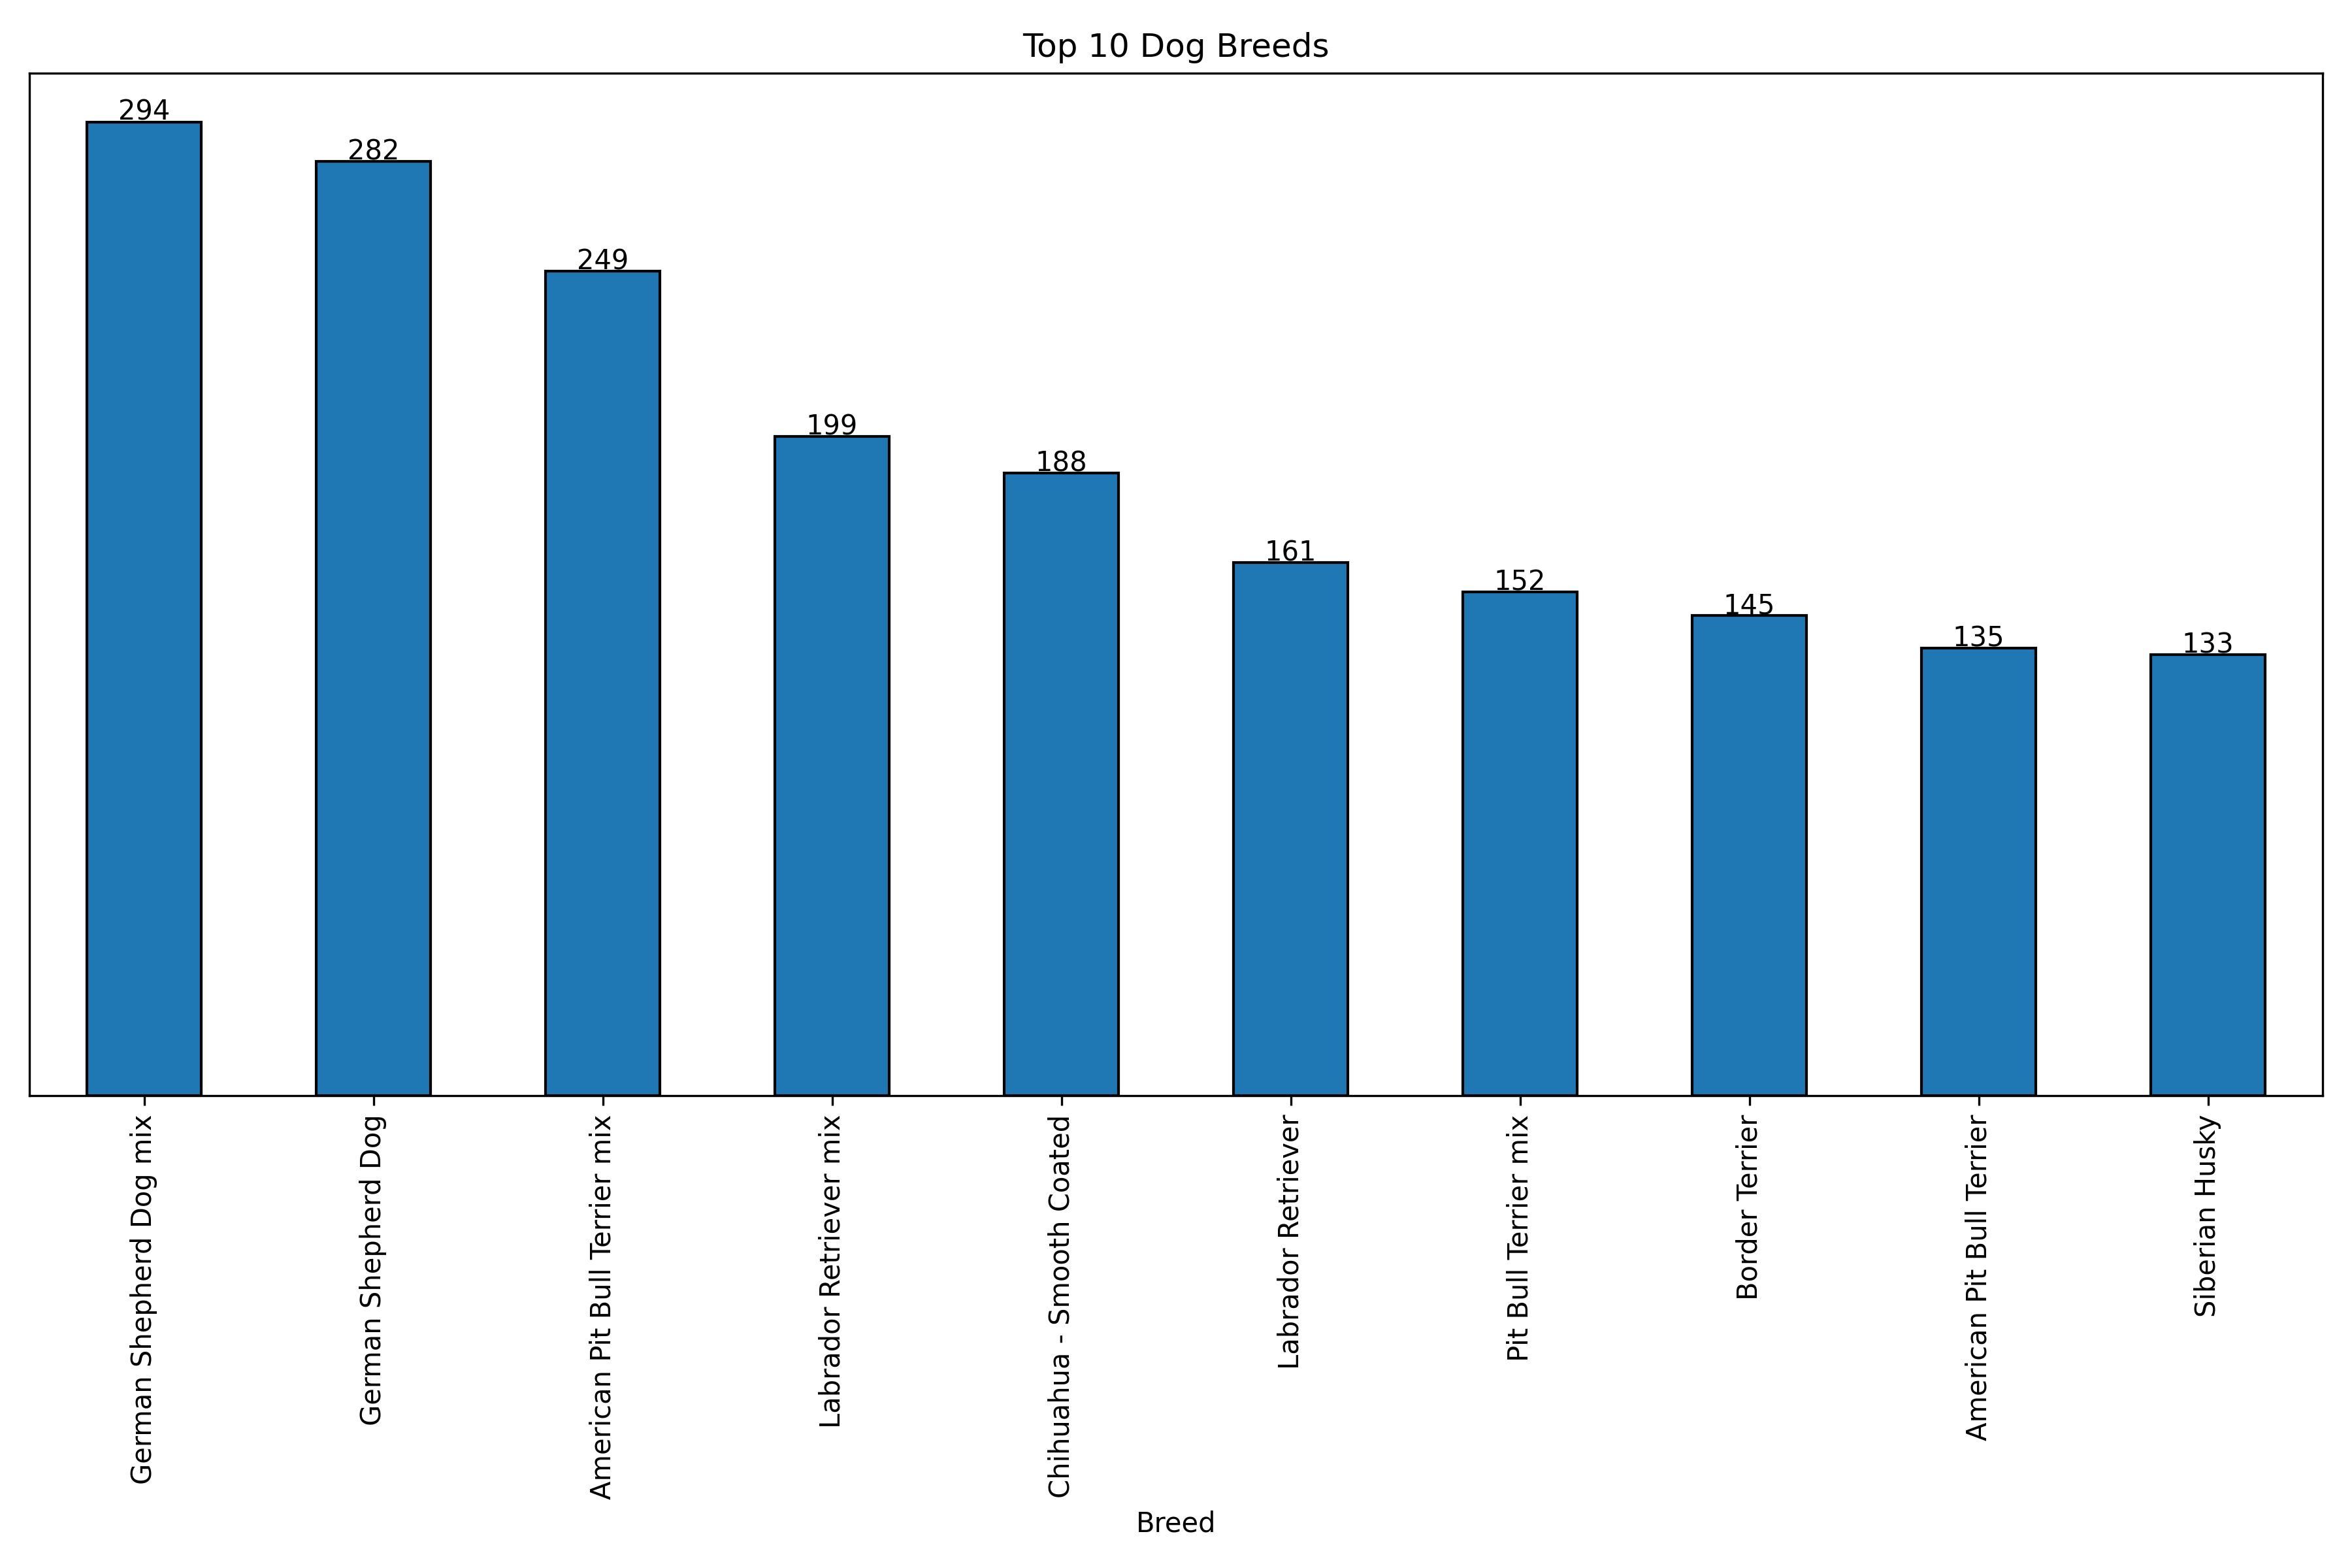 Top 10 Dog Breeds
294
282
249
199
188
161
152
145
135
133
German Shepherd Dog mix
German Shepherd Dog
American Pit Bull Terrier mix
Labrador Retriever mix
Chihuahua - Smooth Coated
Labrador Retriever
Pit Bull Terrier mix
Border Terrier
American Pit Bull Terrier
Siberian Husky
Breed